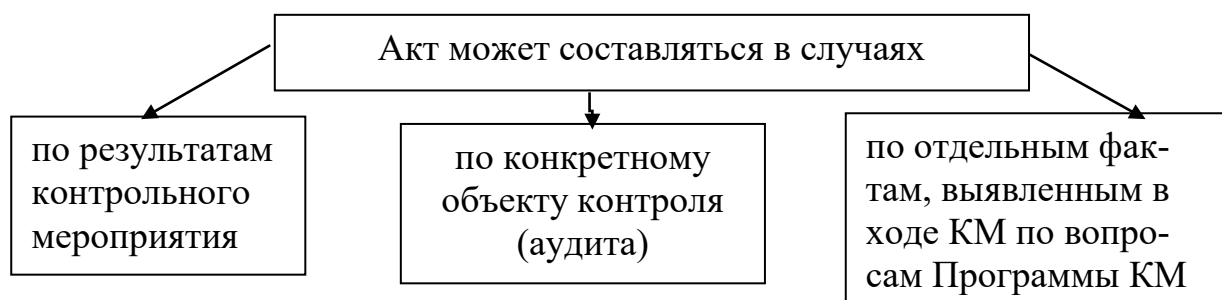 Акт может составляться в случаях
по результатам
контрольного
мероприятия
по конкретному
объекту контроля
(аудита)
по отдельным фак-
там, выявленным в
ходе КМ по вопро-
сам Программы КМ